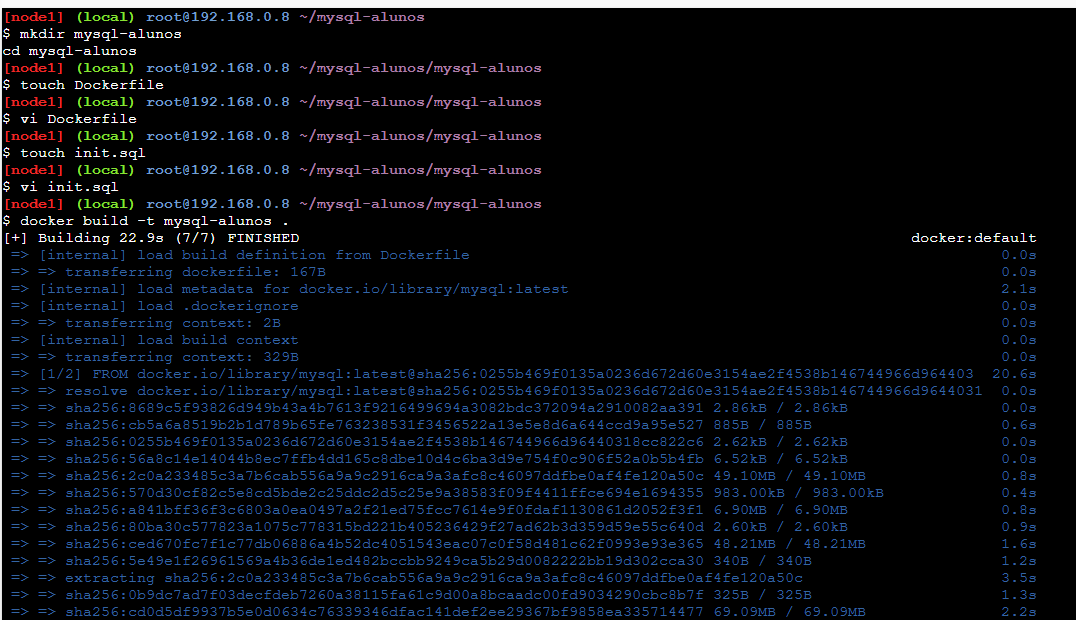 [node1] (local) root@192.168.0.8 ~/mysql-alunos
$ mkdir mysql-alunos
cd mysql-alunos
[node1] (local) root@192.168.0.8 ~/mysql-alunos/mysql-alunos
$ touch Dockerfile
[node1] (local) root@192.168.0.8 ~/mysql-alunos/mysql-alunos
$ vi Dockerfile
[node1] (local) root@192.168.0.8 ~/mysql-alunos/mysql-alunos
$ touch init.sql
[node1] (local) root@192.168.0.8 ~/mysql-alunos/mysql-alunos
$ vi init.sql
[node1] (local) root@192.168.0.8 ~/mysql-alunos/mysql-alunos
$ docker build -t mysql-alunos .
[+] Building 22.9s (7/7) FINISHED docker:default
=> [internal] load build definition from Dockerfile 0.0s
=> => transferring dockerfile: 167B 0.0s
=> [internal] load metadata for docker.io/library/mysql:latest 2.1s
=> [internal] load .dockerignore 0.0s
=> => transferring context: 2B 0.0s
=> [internal] load build context 0.0s
=> => transferring context: 329B 0.0s
=> [1/2] FROM docker.io/library/mysql:latest@sha256:0255b469f0135a0236d672d60e3154ae2f4538b146744966d964403 20.6s
=> => resolve docker.io/library/mysql:latest@sha256:0255b469f0135a0236d672d60e3154ae2f4538b146744966d9644031 0.0s
=> => sha256:8689c5f93826d949b43a4b7613f9216499694a3082bdc372094a2910082aa391 2.86kB / 2.86kB 0.0s
=> => sha256:cb5a6a8519b2b1d789b65fe763238531f3456522a13e5e8d6a644ccd9a95e527 885B / 885B 0.6s
=> => sha256:0255b469f0135a0236d672d60e3154ae2f4538b146744966d96440318cc822c6 2.62kB / 2.62kB 0.0s
=> => sha256:56a8c14e14044b8ec7ffb4dd165c8dbe10d4c6ba3d9e754f0c906f52a0b5b4fb 6.52kB / 6.52kB 0.0s
=> => sha256:2c0a233485c3a7b6cab556a9a9c2916ca9a3afc8c46097ddfbe0af4fe120a50c 49.10MB / 49.10MB 0.8s
=> => sha256:570d30cf82c5e8cd5bde2c25ddc2d5c25e9a38583f09f4411ffce694e1694355 983.00kB / 983.00kB 0.4s
=> => sha256:a841bff36f3c6803a0ea0497a2f21ed75fcc7614e9f0fdaf1130861d2052f3f1 6.90MB / 6.90MB 0.8s
=> => sha256:80ba30c577823a1075c778315bd221b405236429f27ad62b3d359d59e55c640d 2.60kB / 2.60kB 0.9s
=> => sha256:ced670fc7f1c77db06886a4b52dc4051543eac07c0f58d481c62f0993e93e365 48.21MB / 48.21MB 1.6s
=> => sha256:5e49e1f26961569a4b36de1ed482bccbb9249ca5b29d0082222bb19d302cca30 340B / 340B 1.2s
=> => extracting sha256:2c0a233485c3a7b6cab556a9a9c2916ca9a3afc8c46097ddfbe0af4fe120a50c 3.5s
=> => sha256:0b9dc7ad7f03decfdeb7260a38115fa61c9d00a8bcaadc00fd9034290cbc8b7f 325B / 325B 1.3s
=> => sha256:cd0d5df9937b5e0d0634c76339346dfac141def2ee29367bf9858ea335714477 69.09MB / 69.09MB 2.2s